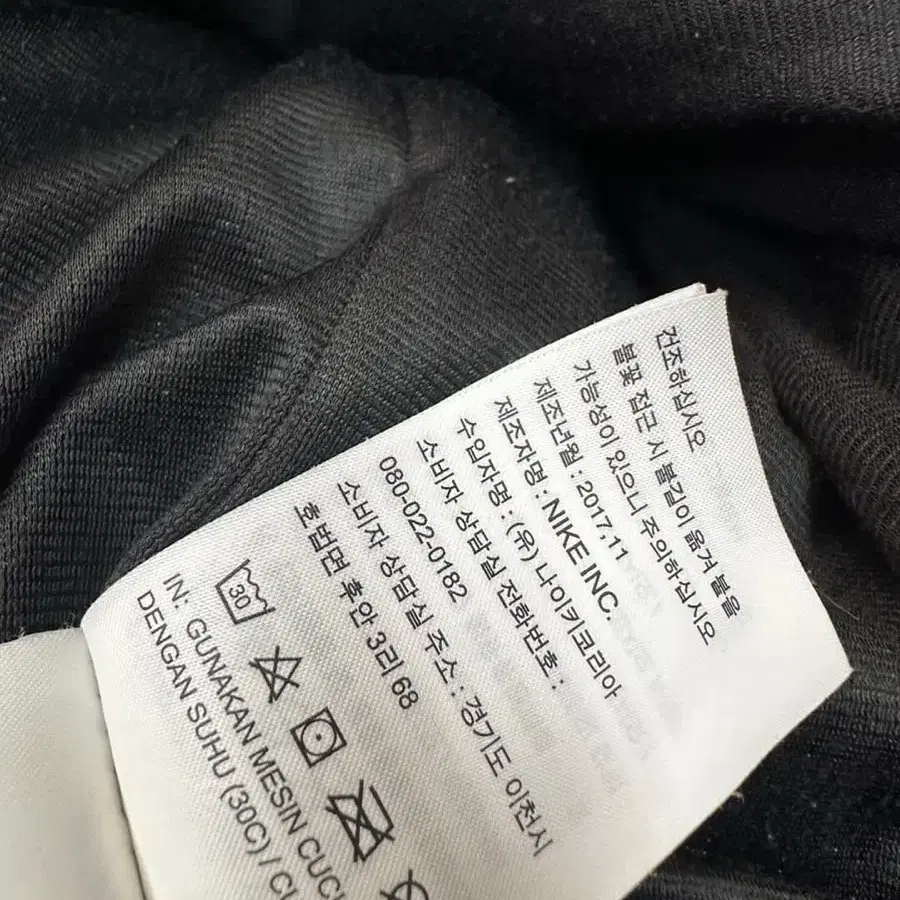 건조하십시오
불꽃 접근 시 불길이 옮겨 붙을
가능성이 있으니 주의하십시오
제조년월 : 2017,11
제조자명 : NIKE INC.
수입자명 : (유) 나이키코리아
소비자 상담실 전화번호 :
080-022-0182
소비자 상담실 주소 : 경기도 이천시
호법면 후안 3리 68
30
IN: GUNAKAN MESIN CUCI
DENGAN SUHU (30C) / CU